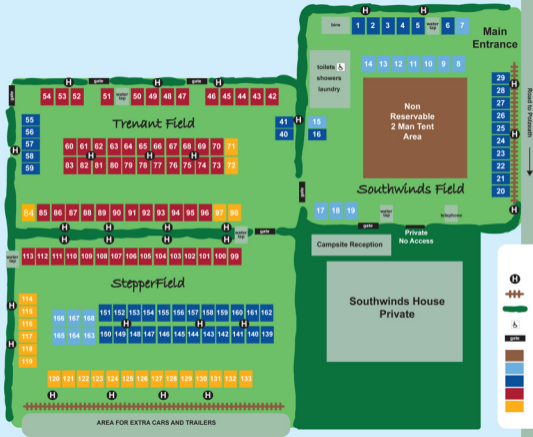 bins 1 2 3 4 5 water tap 6 7
Main Entrance
toilets ♿
showers
laundry
14 13 12 11 10 9 8
Non Reservable 2 Man Tent Area
29
28
27
26
25
24
23
22
21
20
Road to Polzeath
41 15
40 16
Southwinds Field
17 18 19 water tap telephone
gate
Private No Access
Campsite Reception
Southwinds House Private
H gate H gate H
54 53 52 51 water tap 50 49 48 47 46 45 44 43 42
gate
55
56
57
58
59
Trenant Field
60 61 62 63 64 65 66 67 68 69 70 71
83 82 81 80 79 78 77 76 75 74 73 72
84 85 86 87 88 89 90 91 92 93 94 95 96 97 98
gate
water tap
gate
water tap 113 112 111 110 109 108 107 106 105 104 103 102 101 100 99
StepperField
114
115
116
117
118
119
166 167 168 151 152 153 154 155 156 157 158 159 160 161 162
165 164 163 150 149 148 147 146 145 144 143 142 141 140 139
120 121 122 123 124 125 126 127 128 129 130 131 132 133
AREA FOR EXTRA CARS AND TRAILERS
H
gate